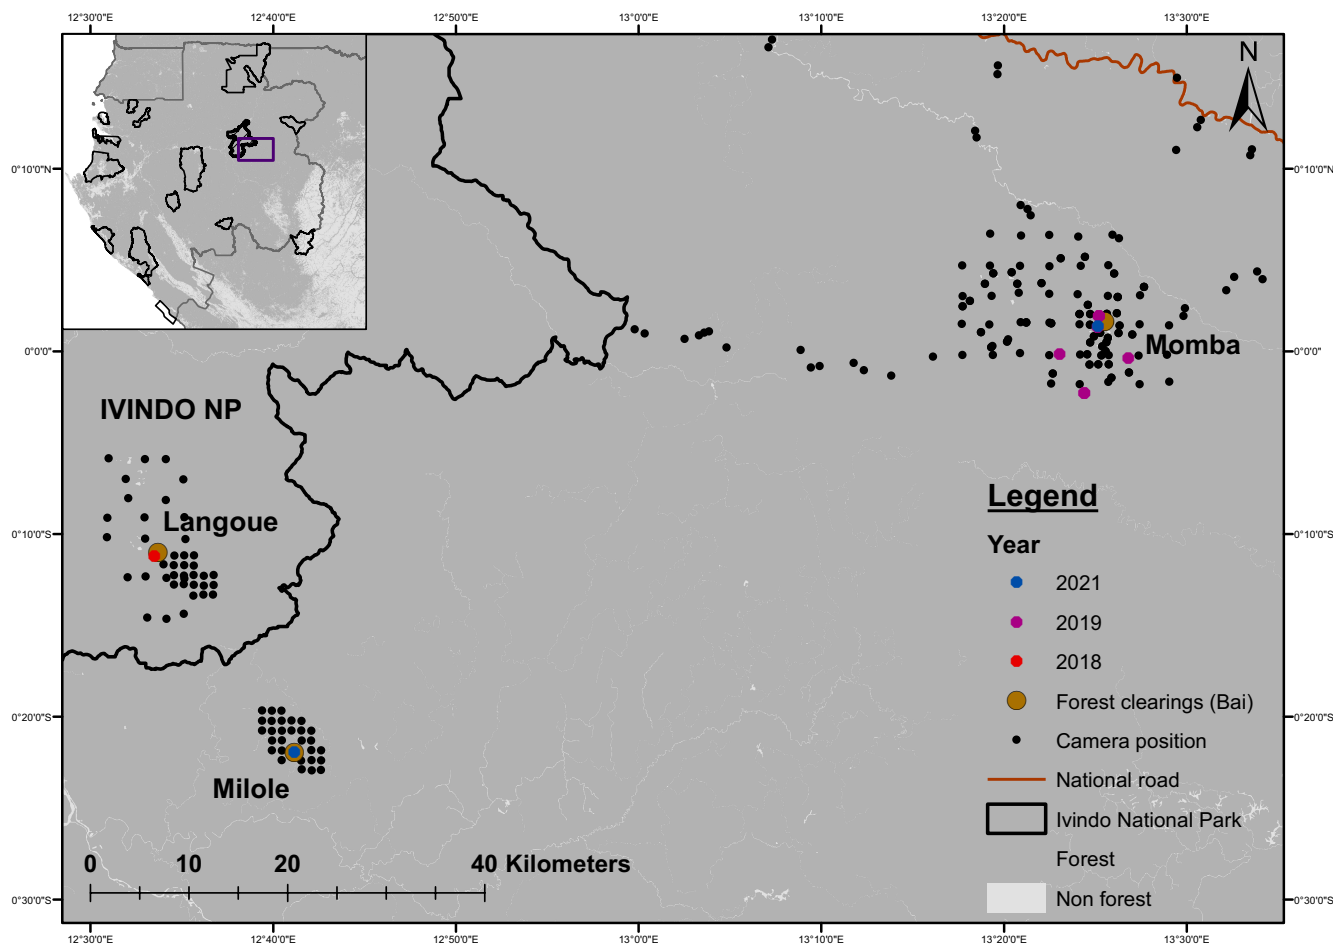 12°30'0"E 12°40'0"E 12°50'0"E 13°0'0"E 13°10'0"E 13°20'0"E 13°30'0"E
N
0°10'0"N 0°10'0"N
0°0'0" 0°0'0"
Momba
IVINDO NP
Langoue
0°10'0"S 0°10'0"S
Legend
Year
2021
2019
2018
Forest clearings (Bai)
Camera position
National road
Ivindo National Park
Forest
Non forest
0°20'0"S 0°20'0"S
Milole
0 10 20 40 Kilometers
0°30'0"S 0°30'0"S
12°30'0"E 12°40'0"E 12°50'0"E 13°0'0"E 13°10'0"E 13°20'0"E 13°30'0"E